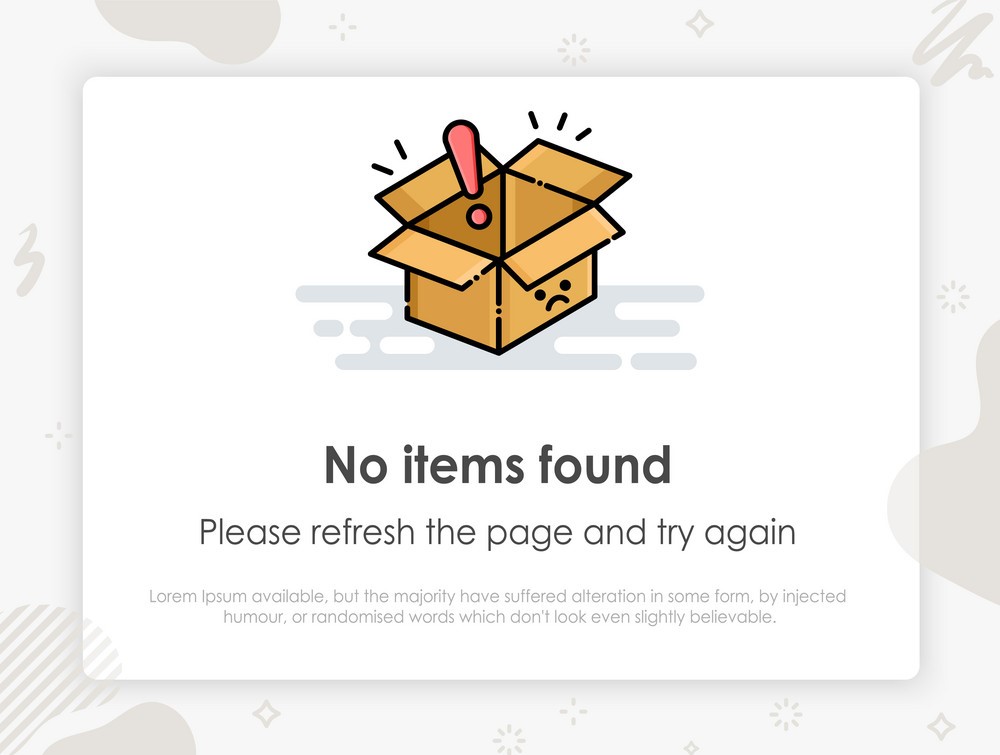 No items found
Please refresh the page and try again
Lorem Ipsum available, but the majority have suffered alteration in some form, by injected
humour, or randomised words which don't look even slightly believable.